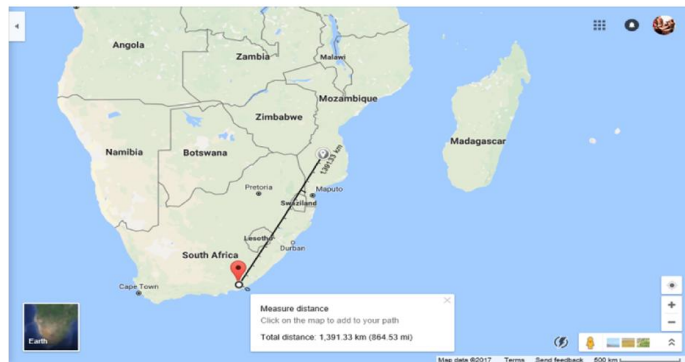 Angola
Zambia
Malawi
Mozambique
Zimbabwe
Namibia
Botswana
Madagascar
1391.33 km
Pretoria
Maputo
Swaziland
Lesotho
Durban
South Africa
Cape Town
Measure distance
Click on the map to add to your path
Total distance: 1,391.33 km (864.53 mi)
Earth
Map data ©2017 Terms Send feedback 500 km